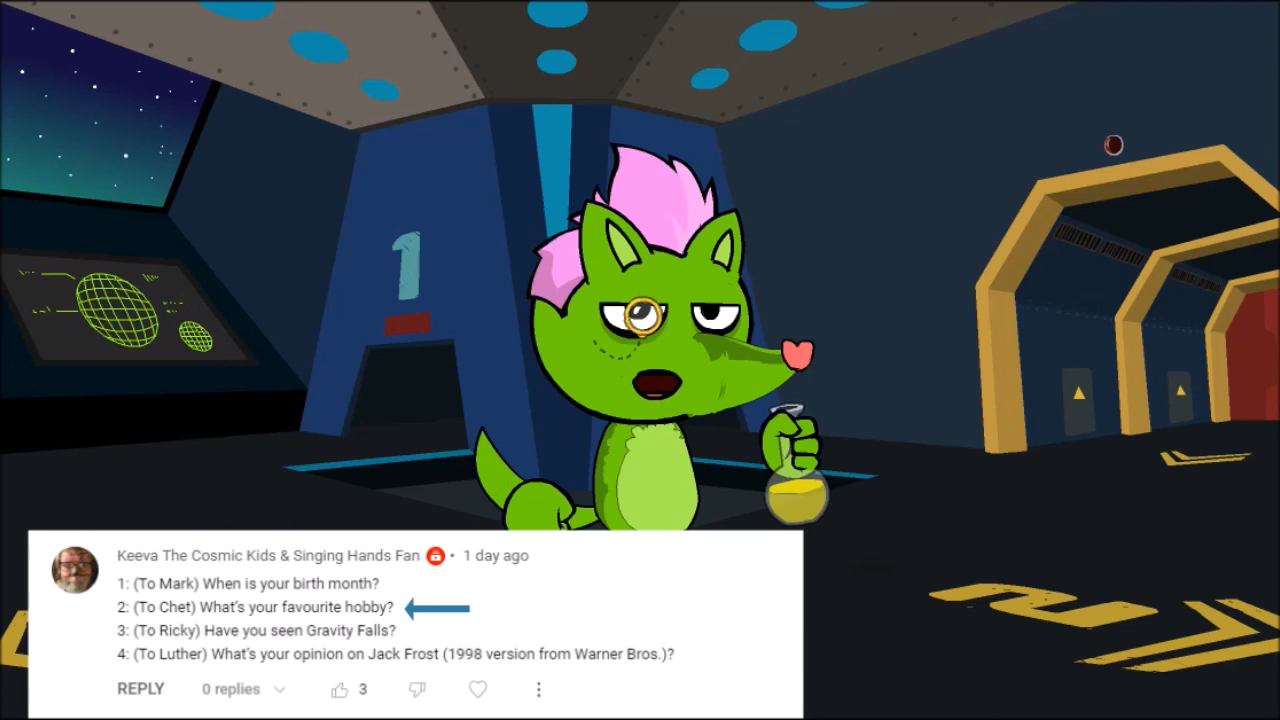 1
Keeva The Cosmic Kids & Singing Hands Fan • 1 day ago
1: (To Mark) When is your birth month?
2: (To Chet) What's your favourite hobby?
3: (To Ricky) Have you seen Gravity Falls?
4: (To Luther) What's your opinion on Jack Frost (1998 version from Warner Bros.)?
REPLY 0 replies 3
2